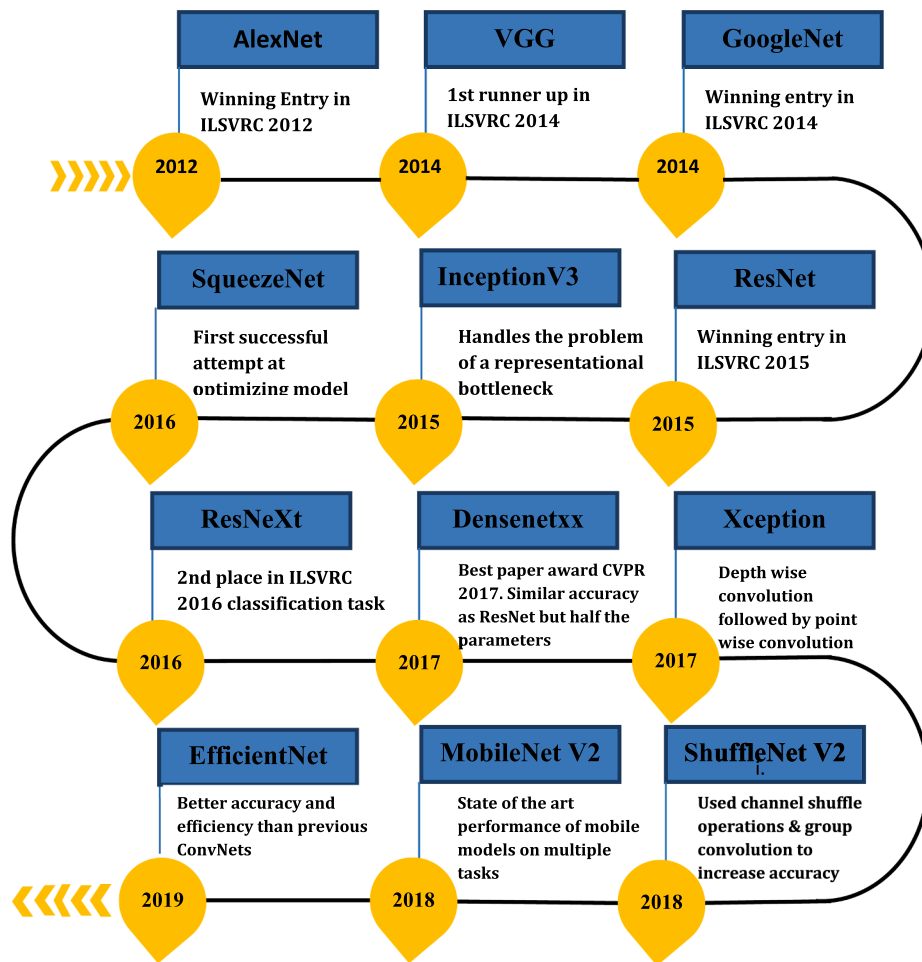 AlexNet
Winning Entry in
ILSVRC 2012
2012
VGG
1st runner up in
ILSVRC 2014
2014
GoogleNet
Winning entry in
ILSVRC 2014
2014
ResNet
Winning entry in
ILSVRC 2015
2015
InceptionV3
Handles the problem
of a representational
bottleneck
2015
SqueezeNet
First successful
attempt at
optimizing model
2016
ResNeXt
2nd place in ILSVRC
2016 classification task
2016
Densenetxx
Best paper award CVPR
2017. Similar accuracy
as ResNet but half the
parameters
2017
Xception
Depth wise
convolution
followed by point
wise convolution
2017
ShuffleNet V2
i.
Used channel shuffle
operations & group
convolution to
increase accuracy
2018
MobileNet V2
State of the art
performance of mobile
models on multiple
tasks
2018
EfficientNet
Better accuracy and
efficiency than previous
ConvNets
2019